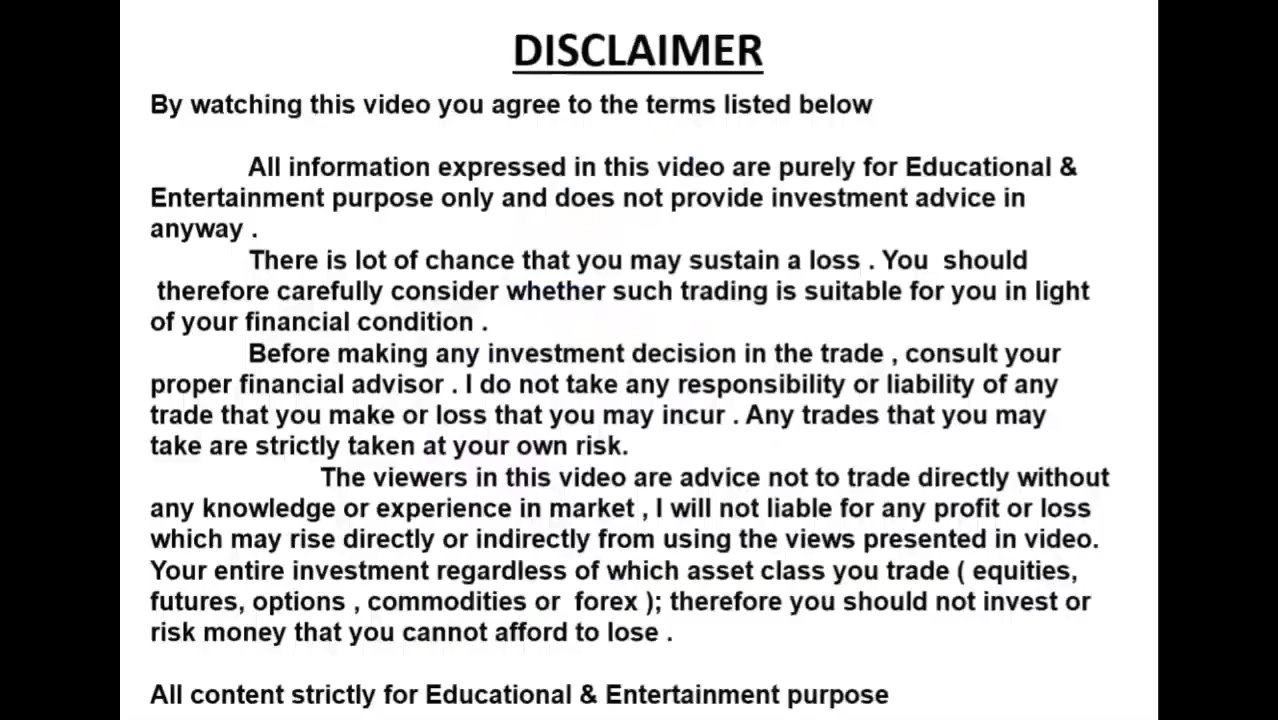 DISCLAIMER
By watching this video you agree to the terms listed below
All information expressed in this video are purely for Educational &
Entertainment purpose only and does not provide investment advice in
anyway .
There is lot of chance that you may sustain a loss . You  should
therefore carefully consider whether such trading is suitable for you in light
of your financial condition .
Before making any investment decision in the trade , consult your
proper financial advisor . I do not take any responsibility or liability of any
trade that you make or loss that you may incur . Any trades that you may
take are strictly taken at your own risk.
The viewers in this video are advice not to trade directly without
any knowledge or experience in market , I will not liable for any profit or loss
which may rise directly or indirectly from using the views presented in video.
Your entire investment regardless of which asset class you trade ( equities,
futures, options , commodities or  forex ); therefore you should not invest or
risk money that you cannot afford to lose .
All content strictly for Educational & Entertainment purpose